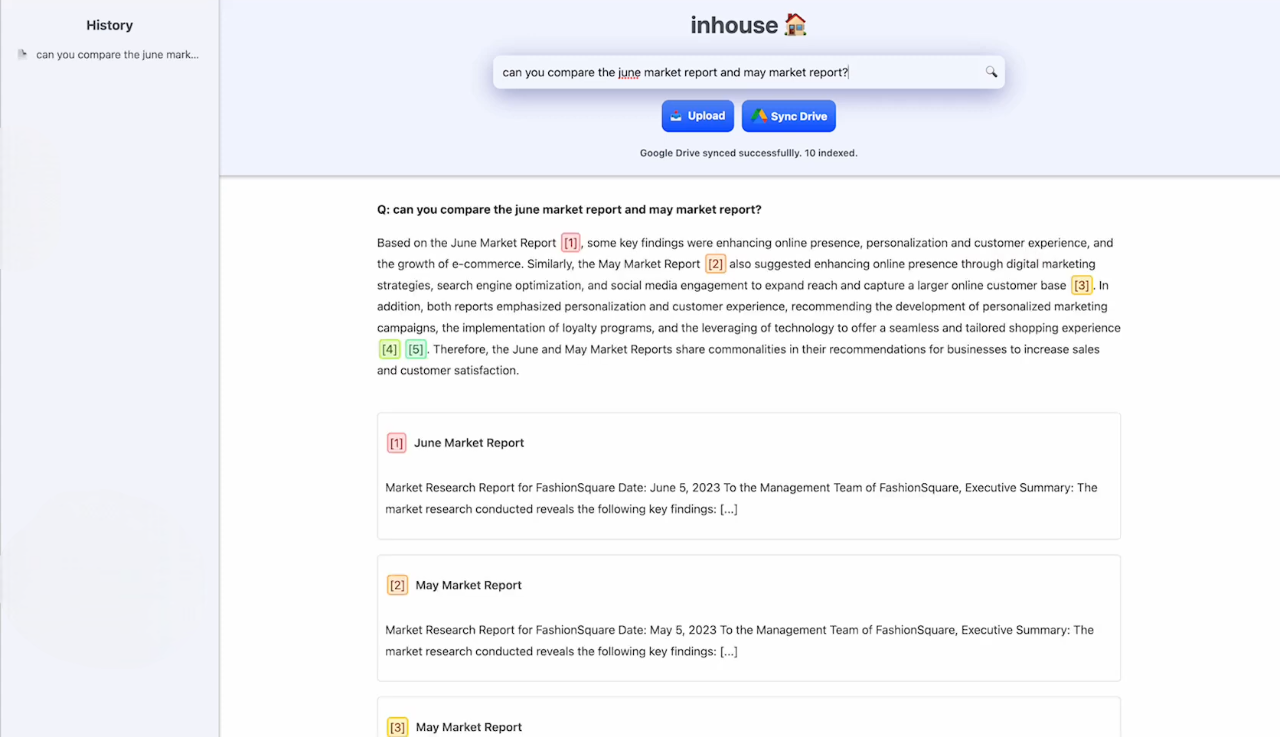 History
can you compare the june mark...
inhouse
can you compare the june market report and may market report?
Upload
Sync Drive
Google Drive synced successfullly. 10 indexed.
Q: can you compare the june market report and may market report?
Based on the June Market Report [1], some key findings were enhancing online presence, personalization and customer experience, and
the growth of e-commerce. Similarly, the May Market Report [2] also suggested enhancing online presence through digital marketing
strategies, search engine optimization, and social media engagement to expand reach and capture a larger online customer base [3]. In
addition, both reports emphasized personalization and customer experience, recommending the development of personalized marketing
campaigns, the implementation of loyalty programs, and the leveraging of technology to offer a seamless and tailored shopping experience
[4] [5]. Therefore, the June and May Market Reports share commonalities in their recommendations for businesses to increase sales
and customer satisfaction.
[1] June Market Report
Market Research Report for FashionSquare Date: June 5, 2023 To the Management Team of FashionSquare, Executive Summary: The
market research conducted reveals the following key findings: [...]
[2] May Market Report
Market Research Report for FashionSquare Date: May 5, 2023 To the Management Team of FashionSquare, Executive Summary: The
market research conducted reveals the following key findings: [...]
[3] May Market Report